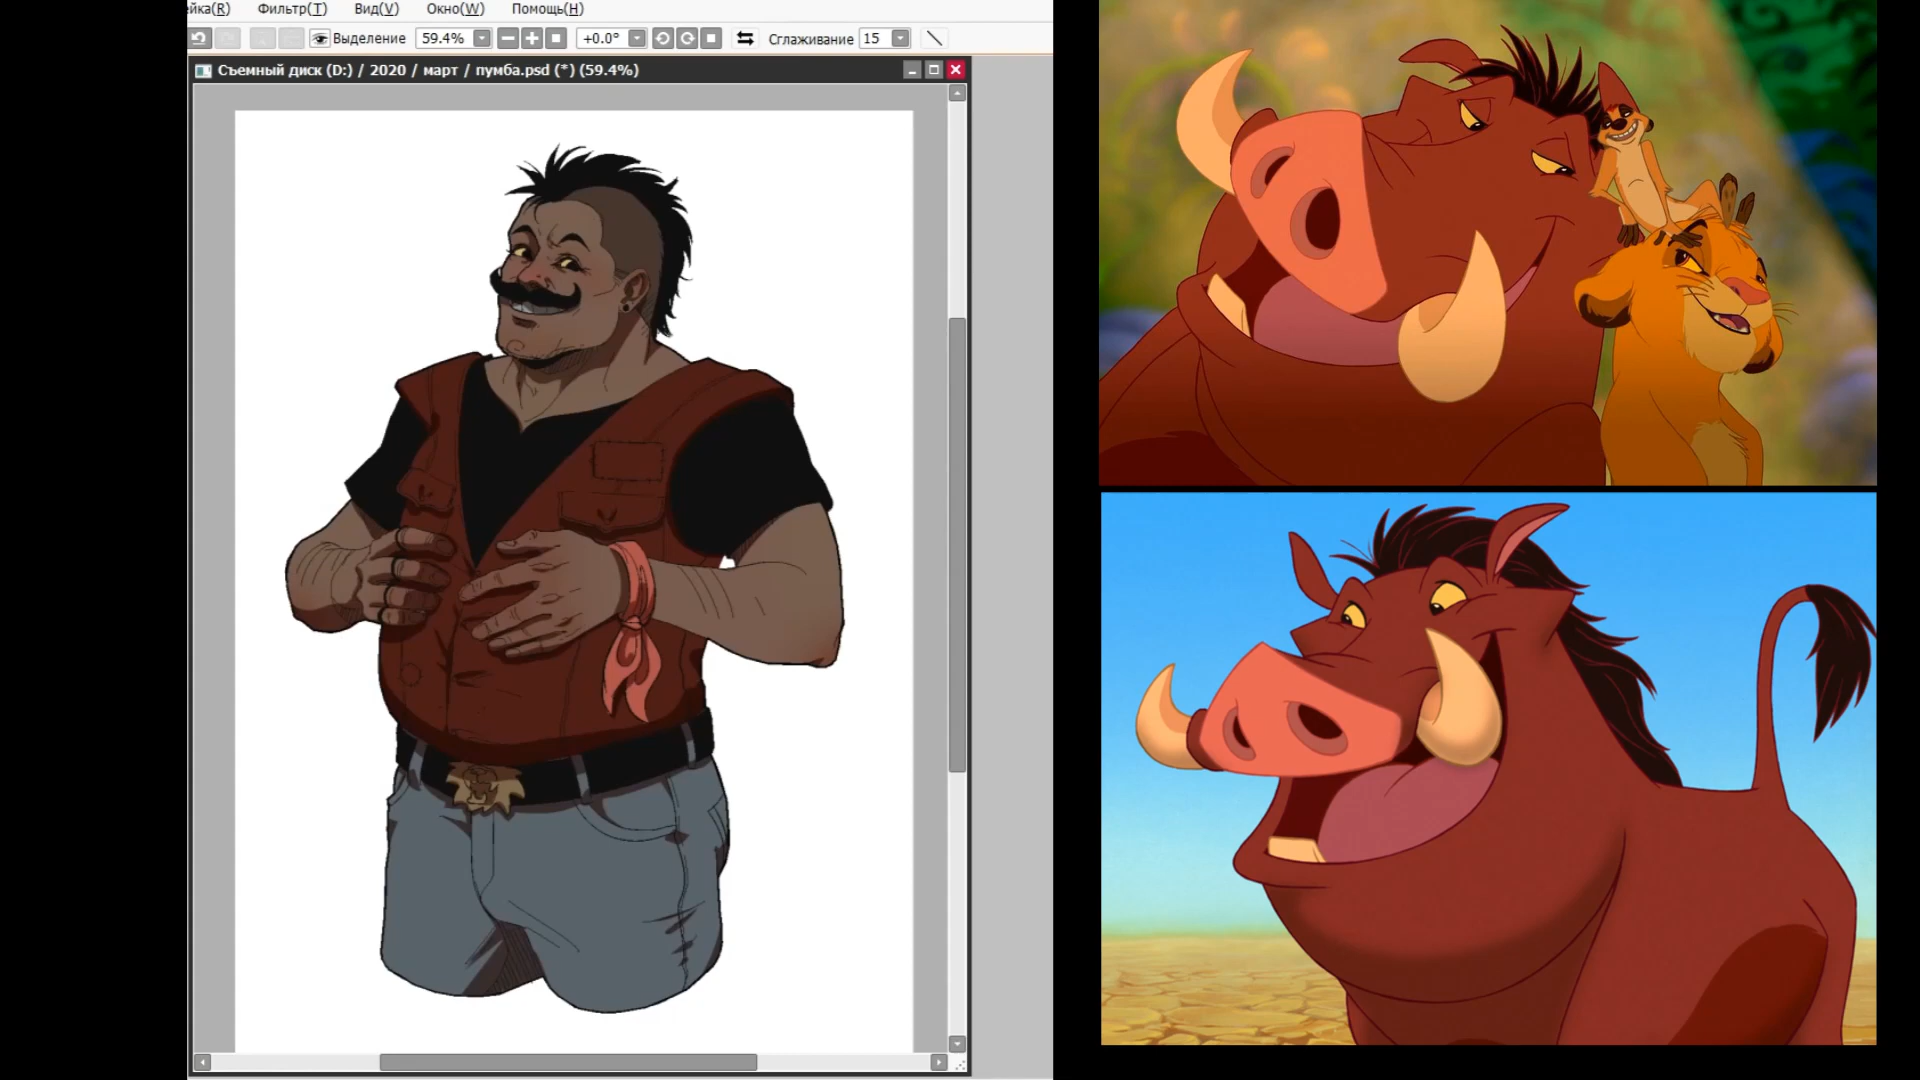 йка(R) Фильтр(T) Вид(V) Окно(W) Помощь(H)
Выделение 59.4% +0.0° Сглаживание 15
Съемный диск (D:) / 2020 / март / пумба.psd (*) (59.4%)